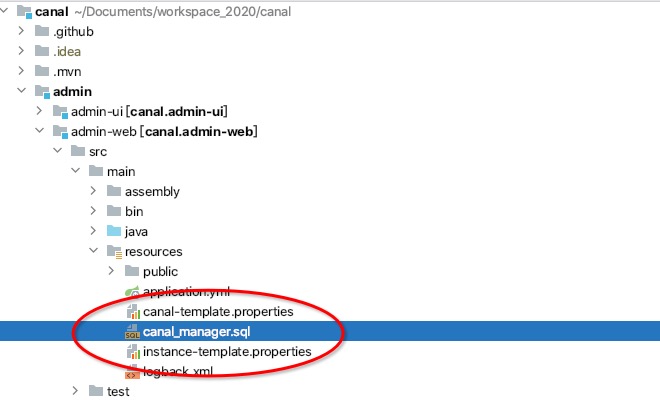 canal ~/Documents/workspace_2020/canal
.github
.idea
.mvn
admin
admin-ui [canal.admin-ui]
admin-web [canal.admin-web]
src
main
assembly
bin
java
resources
public
application.yml
canal-template.properties
SQL canal_manager.sql
instance-template.properties
logback.xml
test